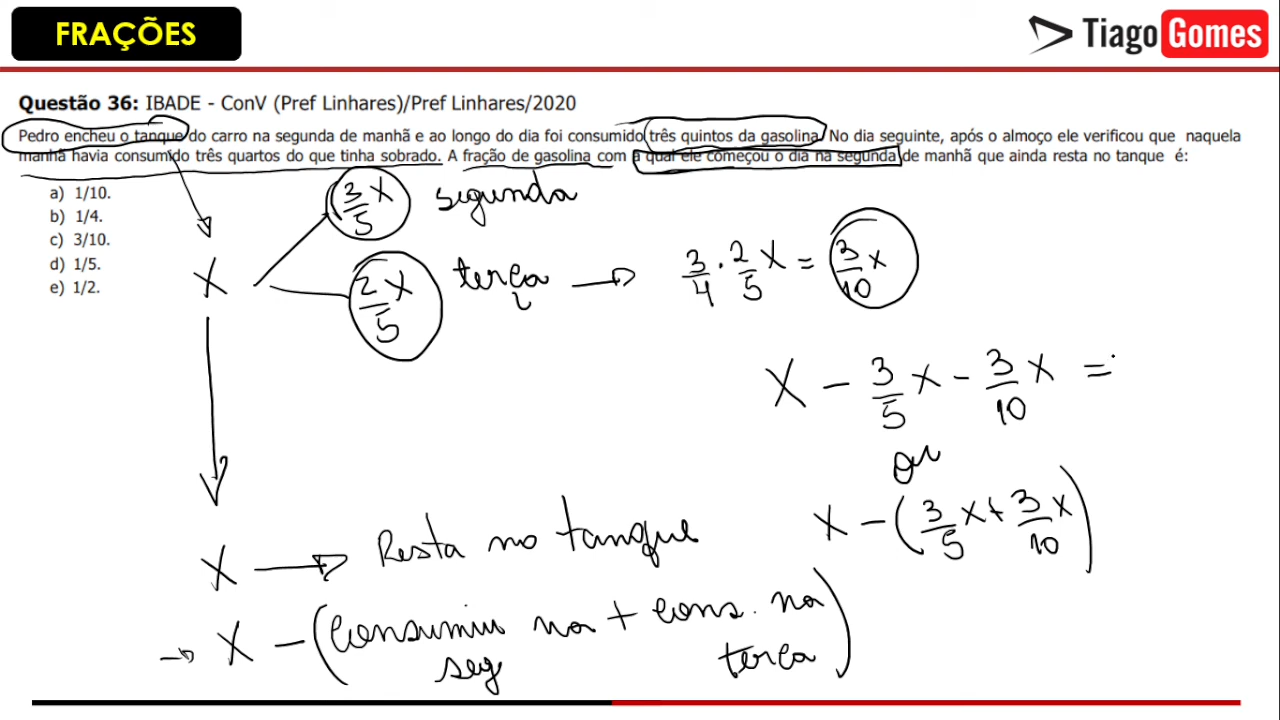 FRAÇÕES
Tiago Gomes
Questão 36: IBADE - ConV (Pref Linhares)/Pref Linhares/2020
Pedro encheu o tanque do carro na segunda de manhã e ao longo do dia foi consumido três quintos da gasolina. No dia seguinte, após o almoço ele verificou que naquela
manhã havia consumido três quartos do que tinha sobrado. A fração de gasolina com a qual ele começou o dia na segunda de manhã que ainda resta no tanque é:
a) 1/10.
b) 1/4.
c) 3/10.
d) 1/5.
e) 1/2.
3/5 x segunda
x
2/5 x terça → 3/4 . 2/5 x = 3/10 x
x - 3/5 x - 3/10 x =
ou
x - (3/5 x + 3/10 x)
x → Resta no tanque
→ x - (consumiu na seg + cons. na terça)